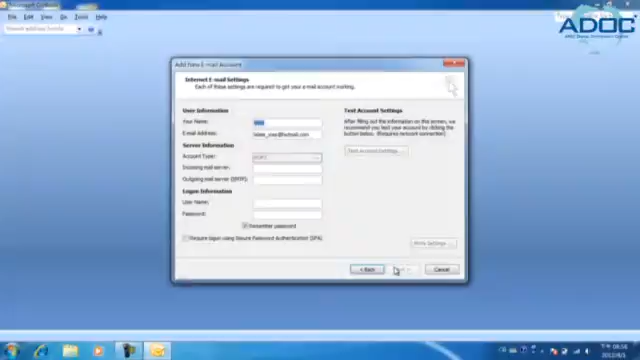 File Edit View Go Tools Help
ADOC
Add New E-mail Account
Internet E-mail Settings
Each of these settings are required to get your e-mail account working.
User Information
Your Name:
E-mail Address:
Server Information
Account Type:
POP3
Incoming mail server:
Outgoing mail server (SMTP):
Logon Information
User Name:
Password:
Remember password
Require logon using Secure Password Authentication (SPA)
Test Account Settings
After filling out the information on this screen, we
recommend you test your account by clicking the
button below. (Requires network connection)
Test Account Settings ...
More Settings ...
< Back
Cancel